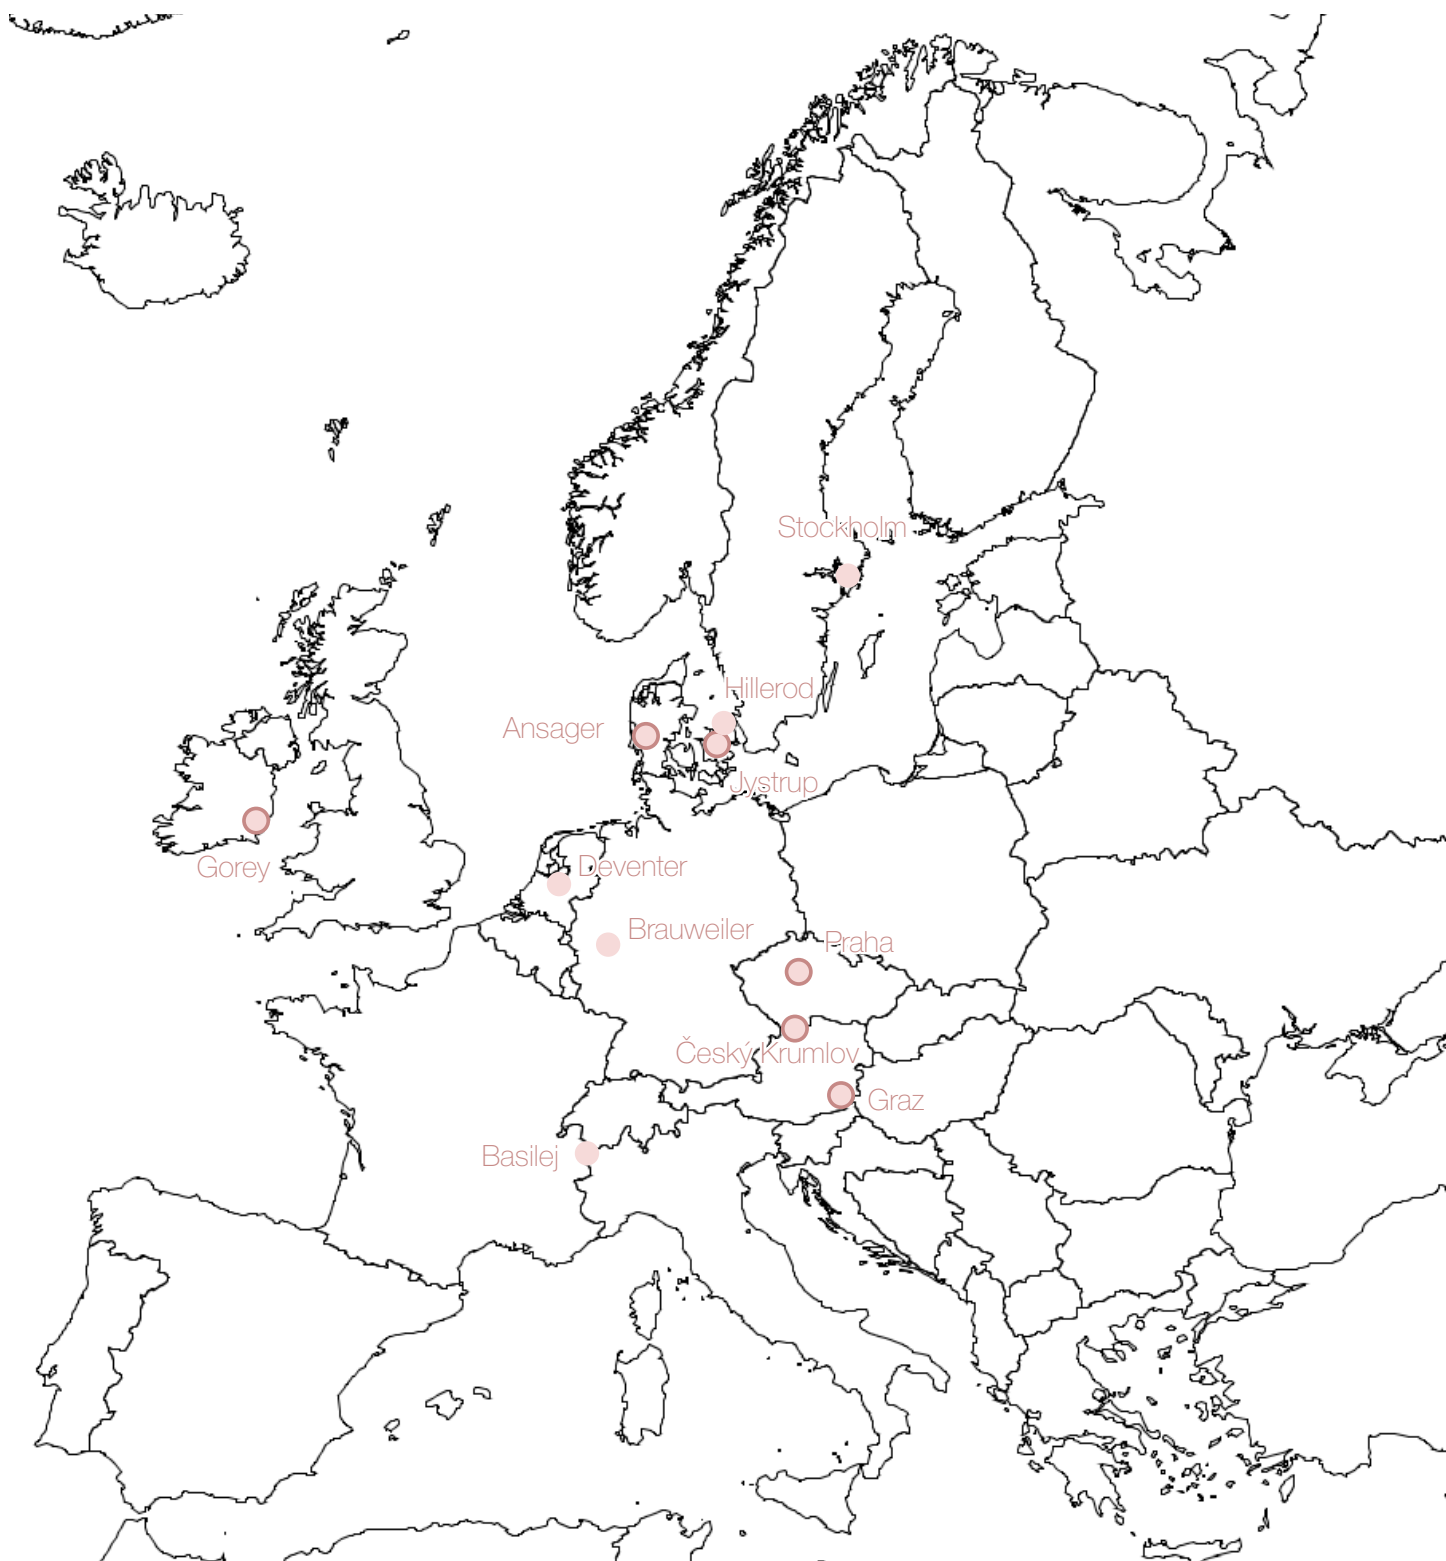 Stockholm
Hillerod
Ansager
Jystrup
Gorey
Deventer
Brauweiler
Praha
Český Krumlov
Graz
Basilej